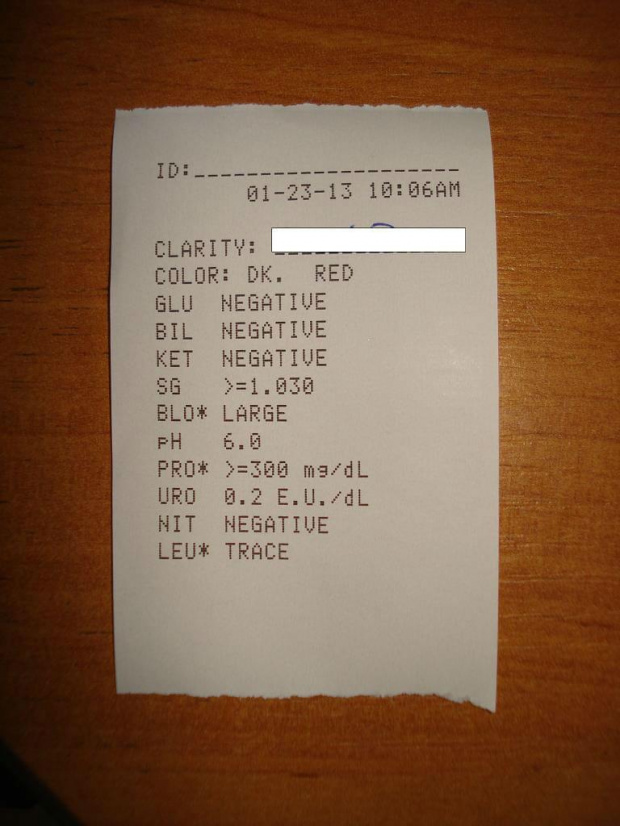 ID:____________________
01-23-13 10:06AM
CLARITY:
COLOR: DK. RED
GLU NEGATIVE
BIL NEGATIVE
KET NEGATIVE
SG >=1.030
BLO* LARGE
pH 6.0
PRO* >=300 mg/dL
URO 0.2 E.U./dL
NIT NEGATIVE
LEU* TRACE